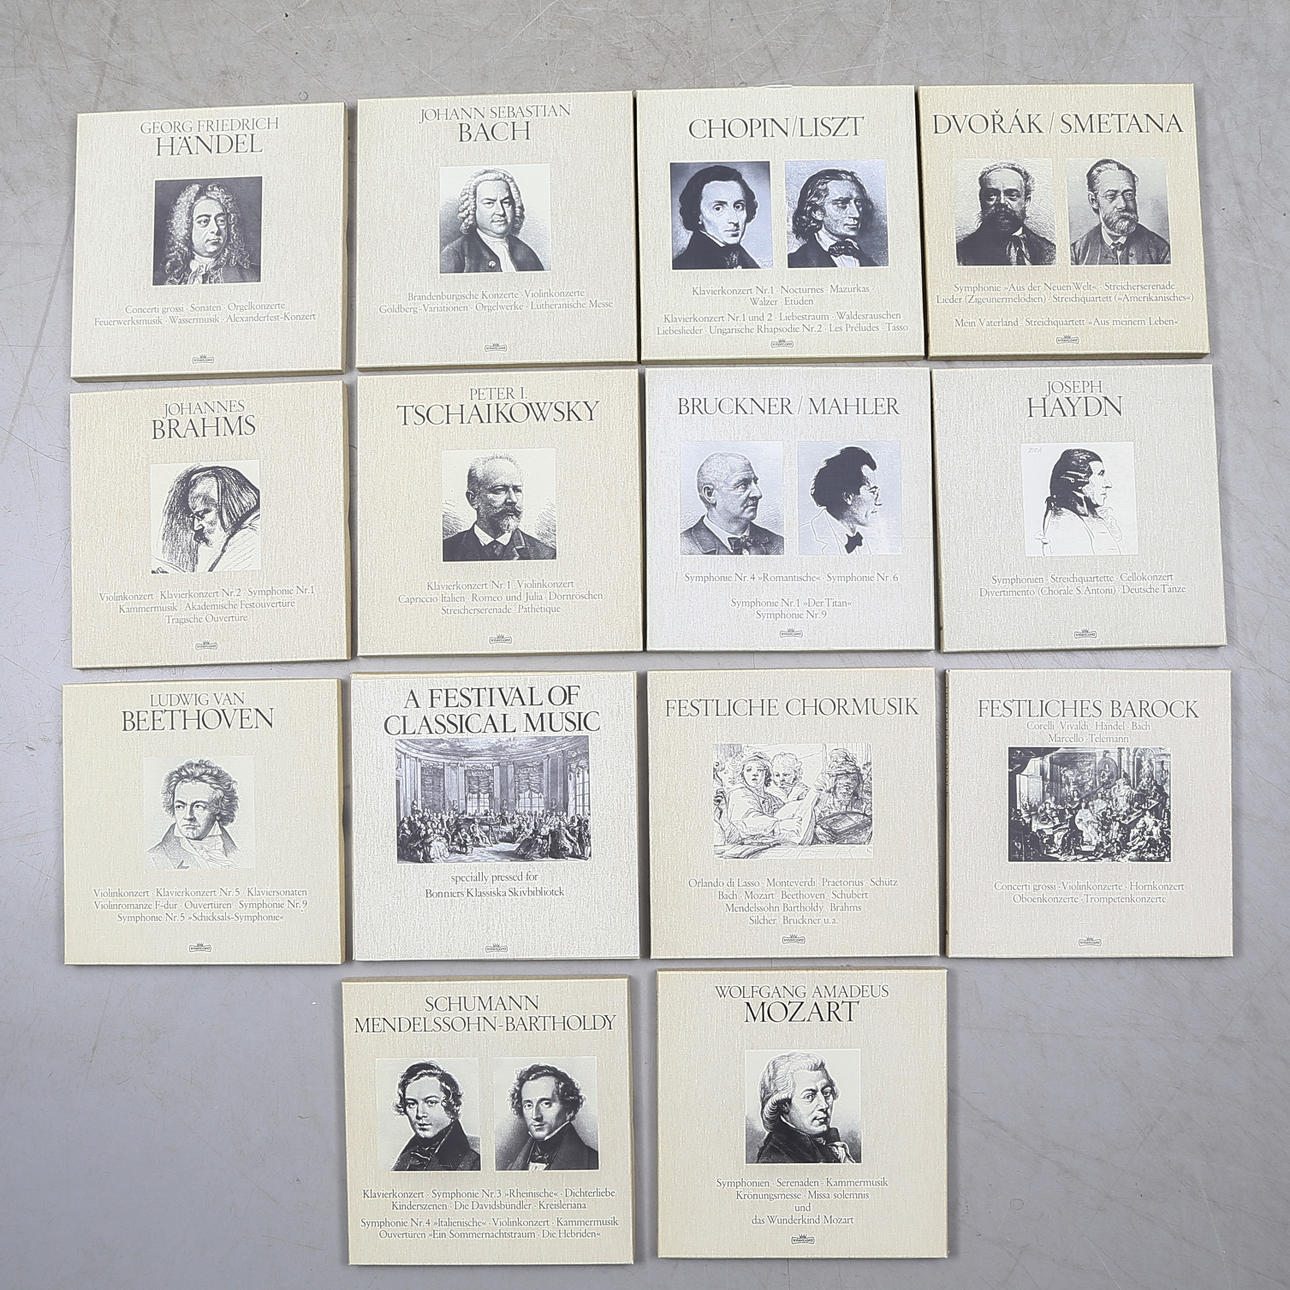 GEORG FRIEDRICH
HÄNDEL
Concerti grossi · Sonaten · Orgelkonzerte
Feuerwerksmusik · Wassermusik · Alexanderfest-Konzert
JOHANN SEBASTIAN
BACH
Brandenburgische Konzerte · Violinkonzerte
Goldberg-Variationen · Orgelwerke · Lutheranische Messe
CHOPIN/LISZT
Klavierkonzert Nr. 1 · Nocturnes · Mazurkas
Walzer · Etüden
Klavierkonzert Nr. 1 und 2 · Liebestraum · Waldesrauschen
Liebeslieder · Ungarische Rhapsodie Nr. 2 · Les Préludes · Tasso
DVOŘÁK / SMETANA
Symphonie »Aus der Neuen Welt« · Streicherserenade
Lieder (Zigeunermelodien) · Streichquartett (»Amerikanisches«)
Mein Vaterland · Streichquartett »Aus meinem Leben«
JOHANNES
BRAHMS
Violinkonzert · Klavierkonzert Nr. 2 · Symphonie Nr. 1
Kammermusik · Akademische Festouvertüre
Tragische Ouvertüre
PETER I.
TSCHAIKOWSKY
Klavierkonzert Nr. 1 · Violinkonzert
Capriccio Italien · Romeo und Julia · Dornröschen
Streicherserenade · Pathétique
BRUCKNER / MAHLER
Symphonie Nr. 4 »Romantische« · Symphonie Nr. 6
Symphonie Nr. 1 »Der Titan«
Symphonie Nr. 9
JOSEPH
HAYDN
Symphonien · Streichquartette · Cellokonzert
Divertimento (Chorale S. Antoni) · Deutsche Tänze
LUDWIG VAN
BEETHOVEN
Violinkonzert · Klavierkonzert Nr. 5 · Klaviersonaten
Violinromanze F-dur · Ouvertüren · Symphonie Nr. 9
Symphonie Nr. 5 »Schicksals-Symphonie«
A FESTIVAL OF
CLASSICAL MUSIC
specially pressed for
Bonniers Klassiska Skivbibliotek
FESTLICHE CHORMUSIK
Orlando di Lasso · Monteverdi · Praetorius · Schütz
Bach · Mozart · Beethoven · Schubert
Mendelssohn Bartholdy · Brahms
Silcher · Bruckner u. a.
FESTLICHES BAROCK
Corelli · Vivaldi · Händel · Bach
Marcello · Telemann
Concerti grossi · Violinkonzerte · Hornkonzert
Oboenkonzerte · Trompetenkonzerte
SCHUMANN
MENDELSSOHN-BARTHOLDY
Klavierkonzert · Symphonie Nr. 3 »Rheinische« · Dichterliebe
Kinderszenen · Die Davidsbündler · Kreisleriana
Symphonie Nr. 4 »Italienische« · Violinkonzert · Kammermusik
Ouvertüren »Ein Sommernachtstraum · Die Hebriden«
WOLFGANG AMADEUS
MOZART
Symphonien · Serenaden · Kammermusik
Krönungsmesse · Missa solemnis
und
das Wunderkind Mozart